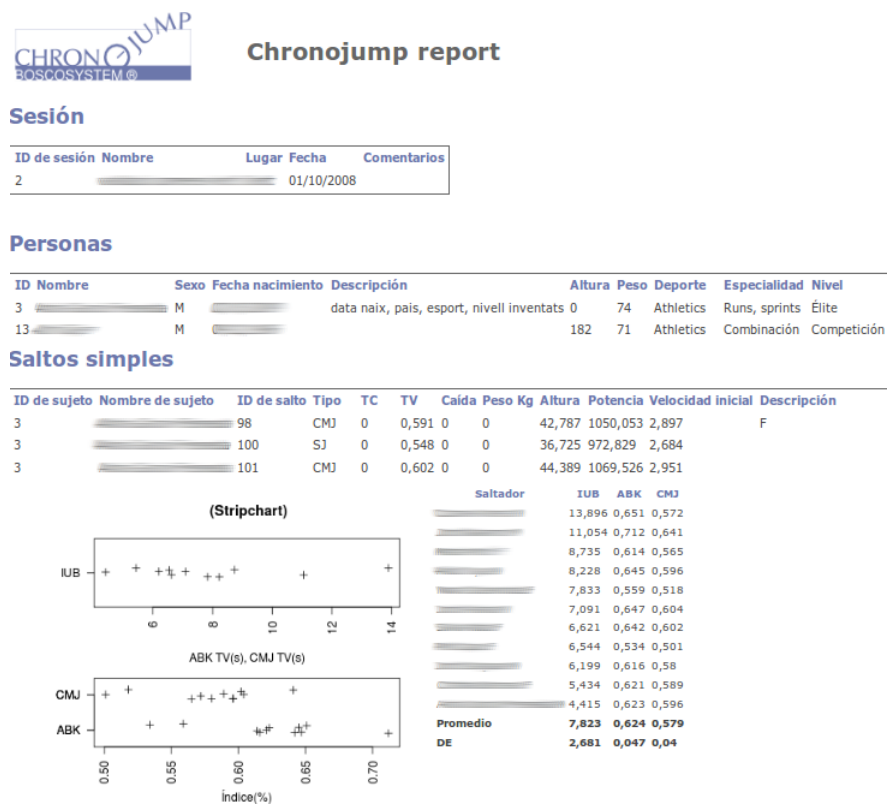 CHRONOJUMP
BOSCOSYSTEM ®
Chronojump report
Sesión
ID de sesión Nombre Lugar Fecha Comentarios
2 01/10/2008
Personas
ID Nombre Sexo Fecha nacimiento Descripción Altura Peso Deporte Especialidad Nivel
3 M data naix, pais, esport, nivell inventats 0 74 Athletics Runs, sprints Élite
13 M 182 71 Athletics Combinación Competición
Saltos simples
ID de sujeto Nombre de sujeto ID de salto Tipo TC TV Caída Peso Kg Altura Potencia Velocidad inicial Descripción
3 98 CMJ 0 0,591 0 0 42,787 1050,053 2,897 F
3 100 SJ 0 0,548 0 0 36,725 972,829 2,684
3 101 CMJ 0 0,602 0 0 44,389 1069,526 2,951
(Stripchart)
IUB
6 8 10 12 14
ABK TV(s), CMJ TV(s)
CMJ
ABK
0.50 0.55 0.60 0.65 0.70
Índice(%)
Saltador IUB ABK CMJ
13,896 0,651 0,572
11,054 0,712 0,641
8,735 0,614 0,565
8,228 0,645 0,596
7,833 0,559 0,518
7,091 0,647 0,604
6,621 0,642 0,602
6,544 0,534 0,501
6,199 0,616 0,58
5,434 0,621 0,589
4,415 0,623 0,596
Promedio 7,823 0,624 0,579
DE 2,681 0,047 0,04